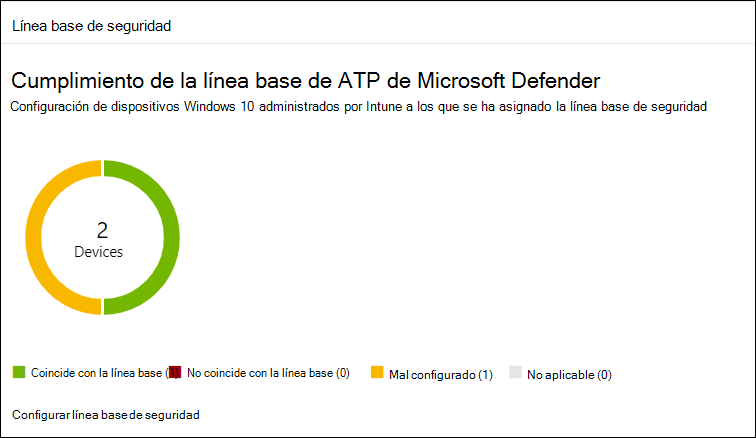 Línea base de seguridad
Cumplimiento de la línea base de ATP de Microsoft Defender
Configuración de dispositivos Windows 10 administrados por Intune a los que se ha asignado la línea base de seguridad
2
Devices
Coincide con la línea base No coincide con la línea base (0) Mal configurado (1) No aplicable (0)
Configurar línea base de seguridad